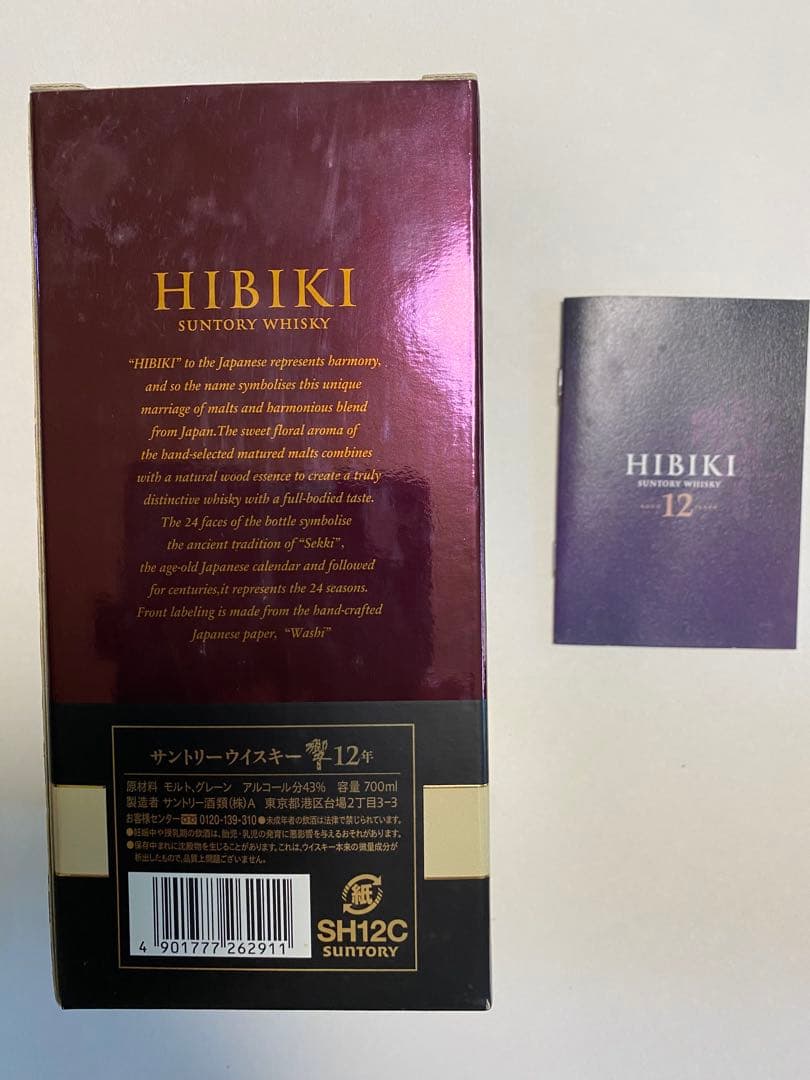 HIBIKI
SUNTORY WHISKY
“HIBIKI” to the Japanese represents harmony,
and so the name symbolises this unique
marriage of malts and harmonious blend
from Japan.The sweet floral aroma of
the hand-selected matured malts combines
with a natural wood essence to create a truly
distinctive whisky with a full-bodied taste.
The 24 faces of the bottle symbolise
the ancient tradition of “Sekki”,
the age-old Japanese calendar and followed
for centuries,it represents the 24 seasons.
Front labeling is made from the hand-crafted
Japanese paper, “Washi”
サントリーウイスキー 響 12年
原材料 モルト、グレーン アルコール分43% 容量 700ml
製造者 サントリー酒類(株)A 東京都港区台場2丁目3-3
お客様センター 0120-139-310 ●未成年者の飲酒は法律で禁じられています。
●妊娠中や授乳期の飲酒は、胎児・乳児の発育に悪影響を与えるおそれがあります。
●保存中まれに沈殿物を生じることがあります。これは、ウイスキー本来の微量成分が
析出したもので、品質上問題ございません。
4 901777 262911
紙
SH12C
SUNTORY
HIBIKI
SUNTORY WHISKY
AGED 12 YEARS